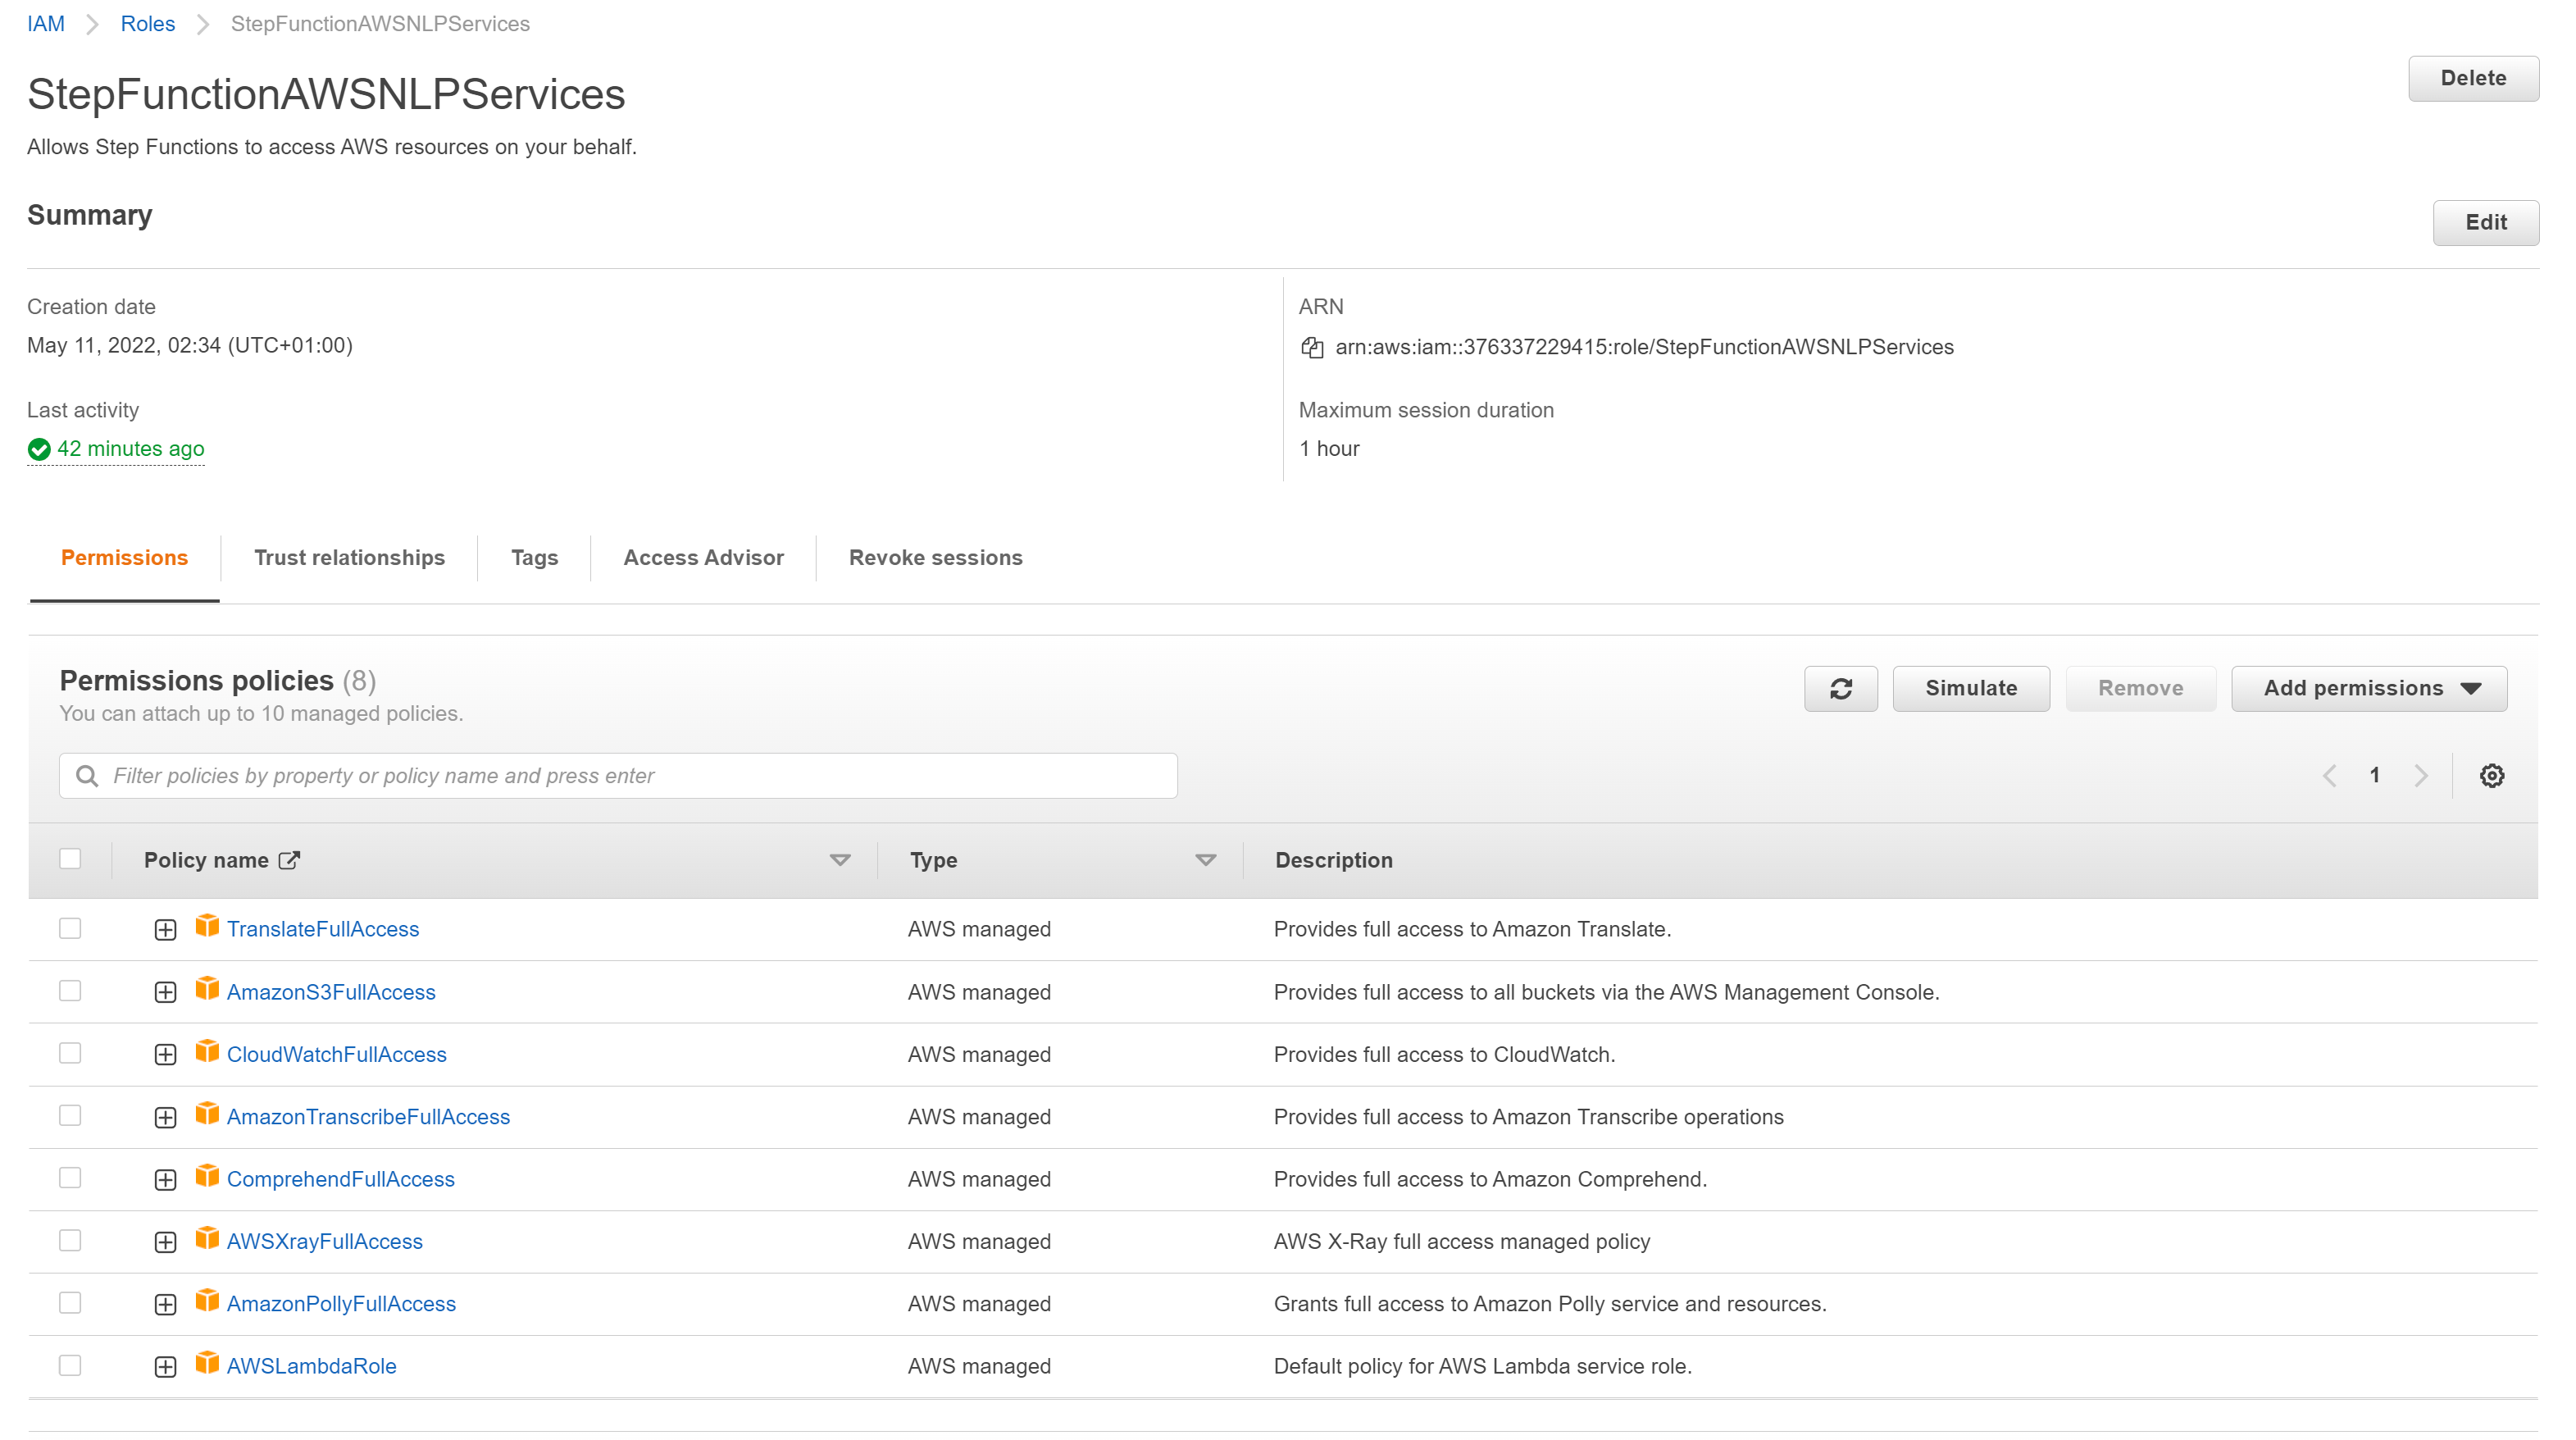 IAM > Roles > StepFunctionAWSNLPServices
StepFunctionAWSNLPServices
Delete
Allows Step Functions to access AWS resources on your behalf.
Summary
Edit
Creation date
May 11, 2022, 02:34 (UTC+01:00)
ARN
arn:aws:iam::376337229415:role/StepFunctionAWSNLPServices
Last activity
42 minutes ago
Maximum session duration
1 hour
Permissions Trust relationships Tags Access Advisor Revoke sessions
Permissions policies (8)
You can attach up to 10 managed policies.
Simulate Remove Add permissions
Filter policies by property or policy name and press enter
1
Policy name Type Description
TranslateFullAccess AWS managed Provides full access to Amazon Translate.
AmazonS3FullAccess AWS managed Provides full access to all buckets via the AWS Management Console.
CloudWatchFullAccess AWS managed Provides full access to CloudWatch.
AmazonTranscribeFullAccess AWS managed Provides full access to Amazon Transcribe operations
ComprehendFullAccess AWS managed Provides full access to Amazon Comprehend.
AWSXrayFullAccess AWS managed AWS X-Ray full access managed policy
AmazonPollyFullAccess AWS managed Grants full access to Amazon Polly service and resources.
AWSLambdaRole AWS managed Default policy for AWS Lambda service role.